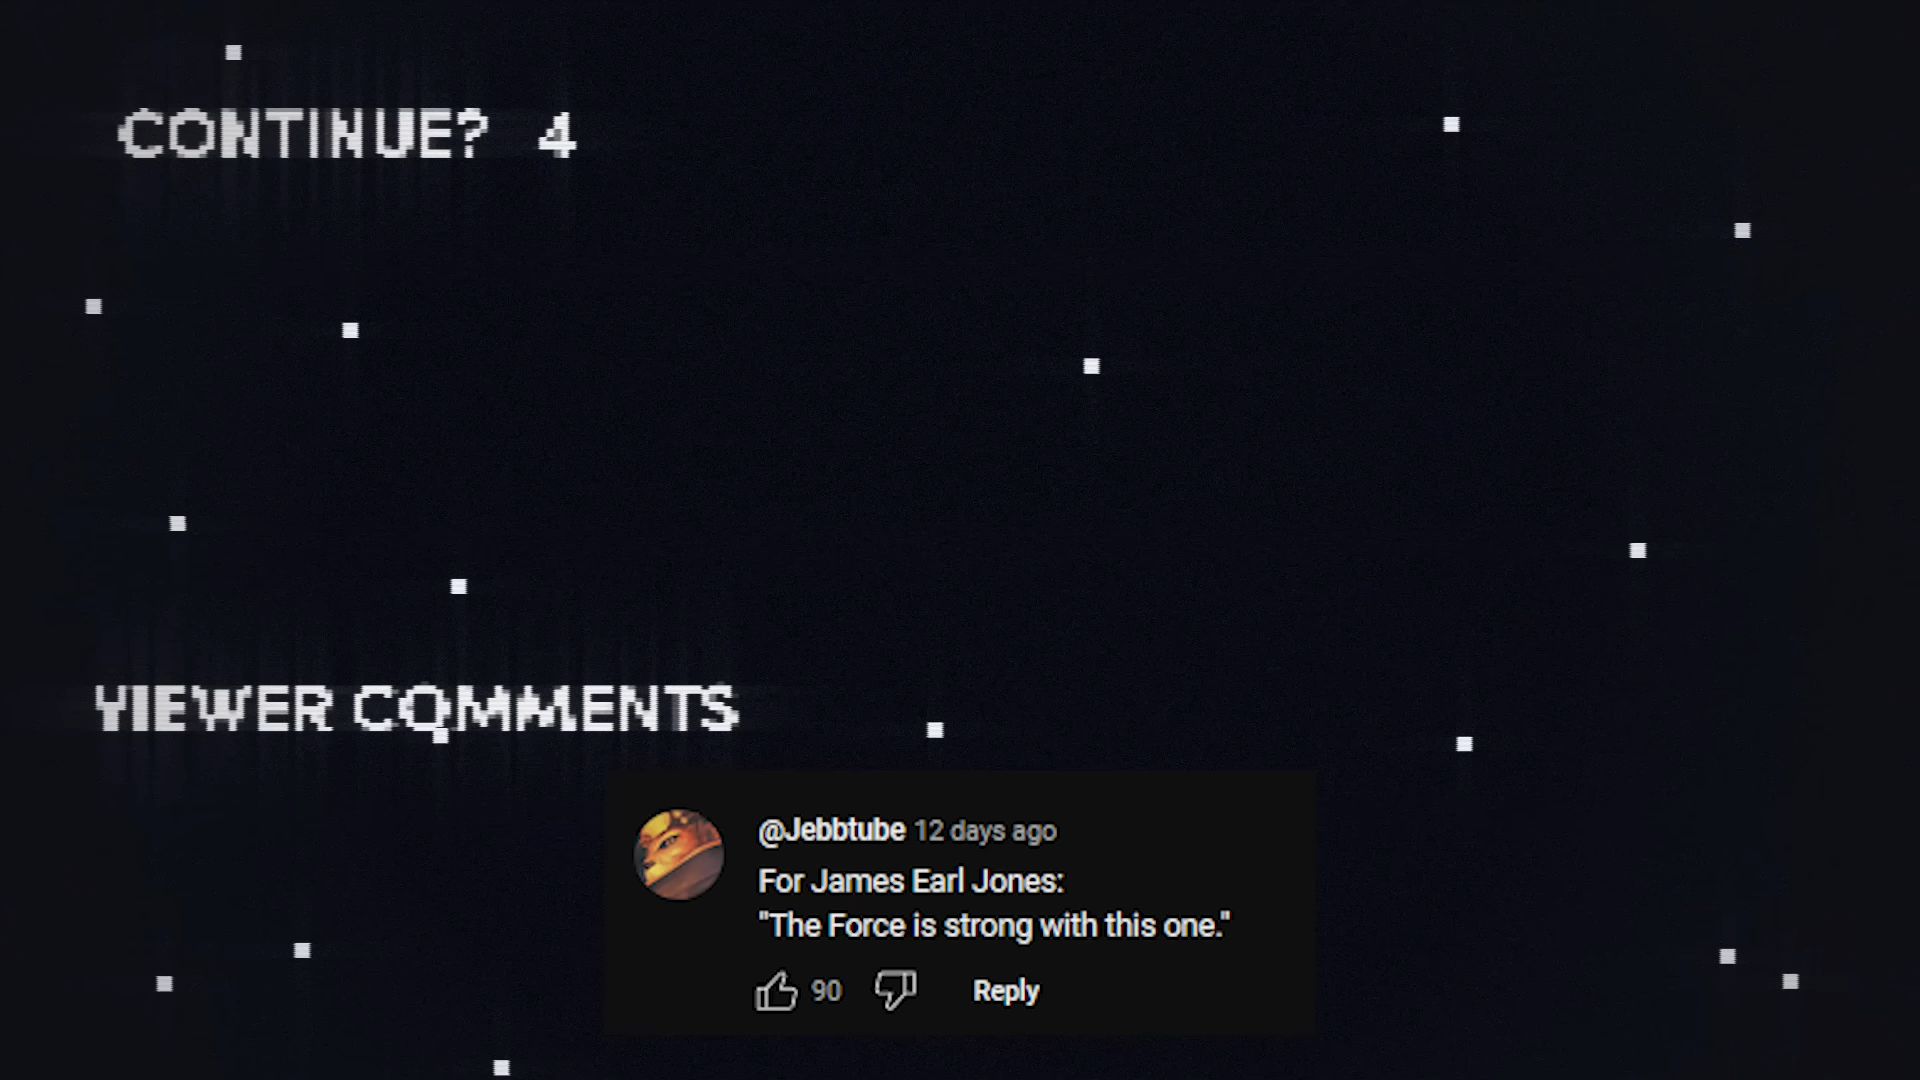 CONTINUE? 4
VIEWER COMMENTS
@Jebbtube 12 days ago
For James Earl Jones:
"The Force is strong with this one."
90 Reply